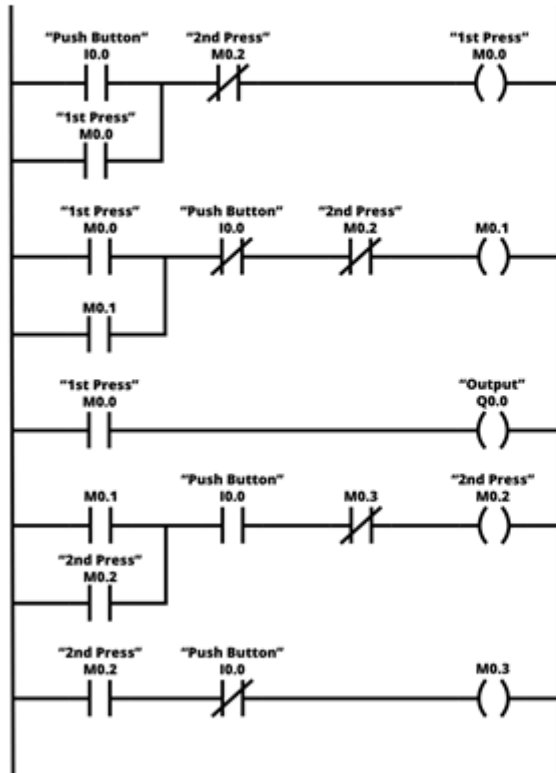 “Push Button” “2nd Press” “1st Press”
I0.0 M0.2 M0.0
“1st Press”
M0.0
“1st Press” “Push Button” “2nd Press”
M0.0 I0.0 M0.2 M0.1
M0.1
“1st Press” “Output”
M0.0 Q0.0
“Push Button” “2nd Press”
M0.1 I0.0 M0.3 M0.2
“2nd Press”
M0.2
“2nd Press” “Push Button”
M0.2 I0.0 M0.3